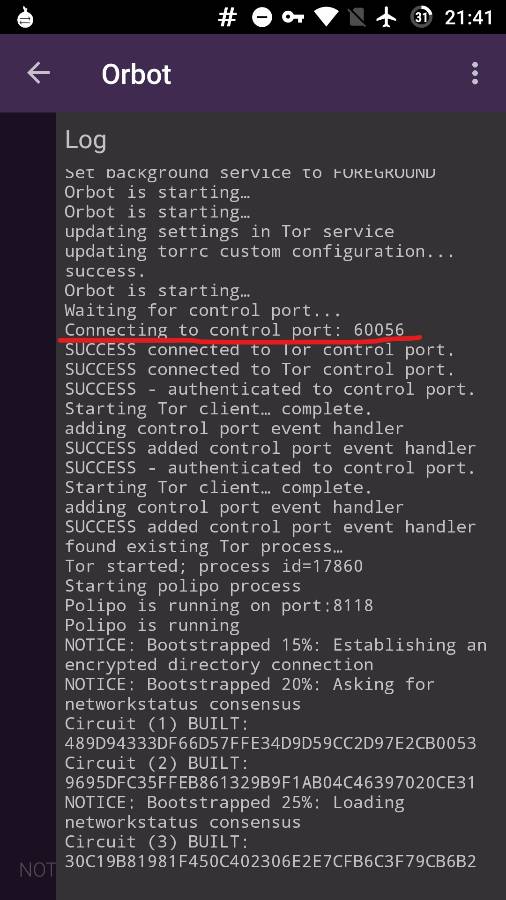 # 31 21:41
Orbot
Log
Set background service to FOREGROUND
Orbot is starting…
Orbot is starting…
updating settings in Tor service
updating torrc custom configuration...
success.
Orbot is starting…
Waiting for control port...
Connecting to control port: 60056
SUCCESS connected to Tor control port.
SUCCESS connected to Tor control port.
SUCCESS - authenticated to control port.
Starting Tor client… complete.
adding control port event handler
SUCCESS added control port event handler
SUCCESS - authenticated to control port.
Starting Tor client… complete.
adding control port event handler
SUCCESS added control port event handler
found existing Tor process…
Tor started; process id=17860
Starting polipo process
Polipo is running on port:8118
Polipo is running
NOTICE: Bootstrapped 15%: Establishing an
encrypted directory connection
NOTICE: Bootstrapped 20%: Asking for
networkstatus consensus
Circuit (1) BUILT:
489D94333DF66D57FFE34D9D59CC2D97E2CB0053
Circuit (2) BUILT:
9695DFC35FFEB861329B9F1AB04C46397020CE31
NOTICE: Bootstrapped 25%: Loading
networkstatus consensus
Circuit (3) BUILT:
30C19B81981F450C402306E2E7CFB6C3F79CB6B2
NOT